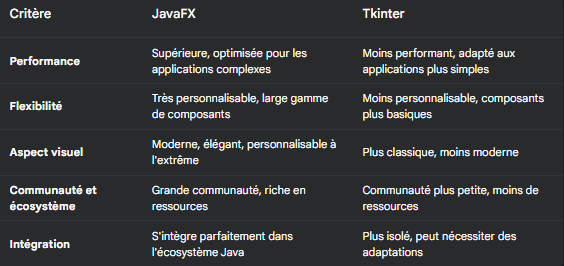 Critère JavaFX Tkinter
Performance Supérieure, optimisée pour les applications complexes Moins performant, adapté aux applications plus simples
Flexibilité Très personnalisable, large gamme de composants Moins personnalisable, composants plus basiques
Aspect visuel Moderne, élégant, personnalisable à l'extrême Plus classique, moins moderne
Communauté et écosystème Grande communauté, riche en ressources Communauté plus petite, moins de ressources
Intégration S'intègre parfaitement dans l'écosystème Java Plus isolé, peut nécessiter des adaptations